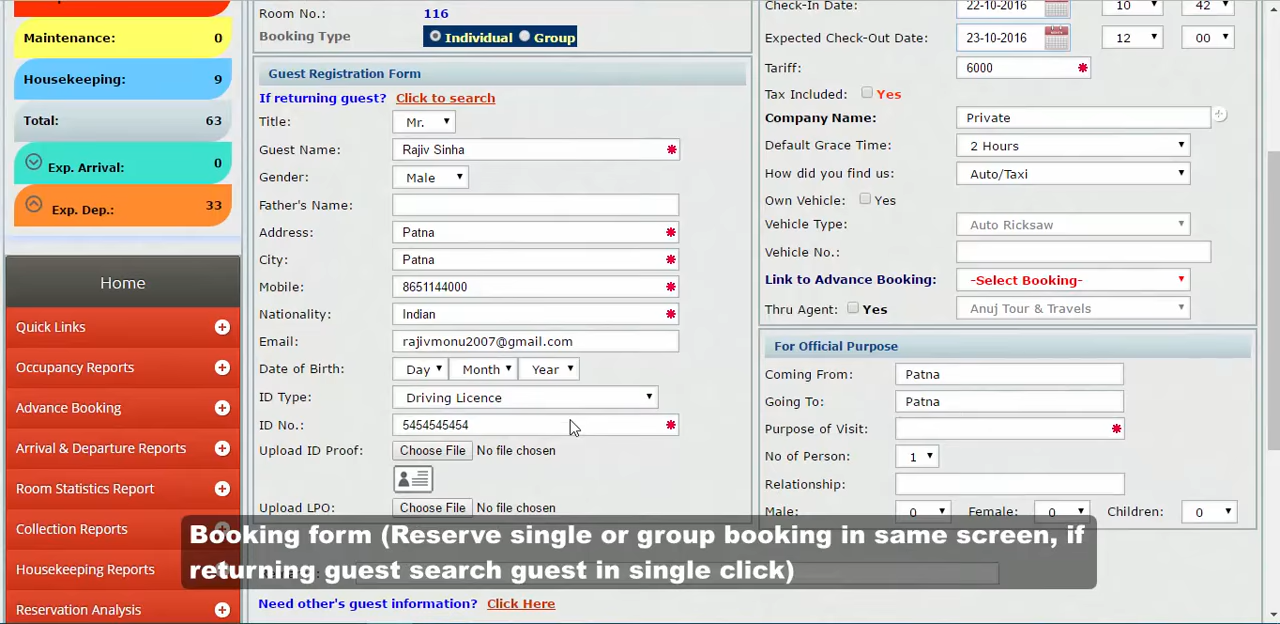 Maintenance: 0
Housekeeping: 9
Total: 63
Exp. Arrival: 0
Exp. Dep.: 33
Home
Quick Links
Occupancy Reports
Advance Booking
Arrival & Departure Reports
Room Statistics Report
Collection Reports
Housekeeping Reports
Reservation Analysis
Room No.: 116
Booking Type Individual Group
Guest Registration Form
If returning guest? Click to search
Title: Mr.
Guest Name: Rajiv Sinha
Gender: Male
Father's Name:
Address: Patna
City: Patna
Mobile: 8651144000
Nationality: Indian
Email: rajivmonu2007@gmail.com
Date of Birth: Day Month Year
ID Type: Driving Licence
ID No.: 5454545454
Upload ID Proof: Choose File No file chosen
Upload LPO: Choose File No file chosen
Need other's guest information? Click Here
Check-In Date: 22-10-2016 10 42
Expected Check-Out Date: 23-10-2016 12 00
Tariff: 6000
Tax Included: Yes
Company Name: Private
Default Grace Time: 2 Hours
How did you find us: Auto/Taxi
Own Vehicle: Yes
Vehicle Type: Auto Ricksaw
Vehicle No.:
Link to Advance Booking: -Select Booking-
Thru Agent: Yes Anuj Tour & Travels
For Official Purpose
Coming From: Patna
Going To: Patna
Purpose of Visit:
No of Person: 1
Relationship:
Male: 0 Female: 0 Children: 0
Booking form (Reserve single or group booking in same screen, if
returning guest search guest in single click)